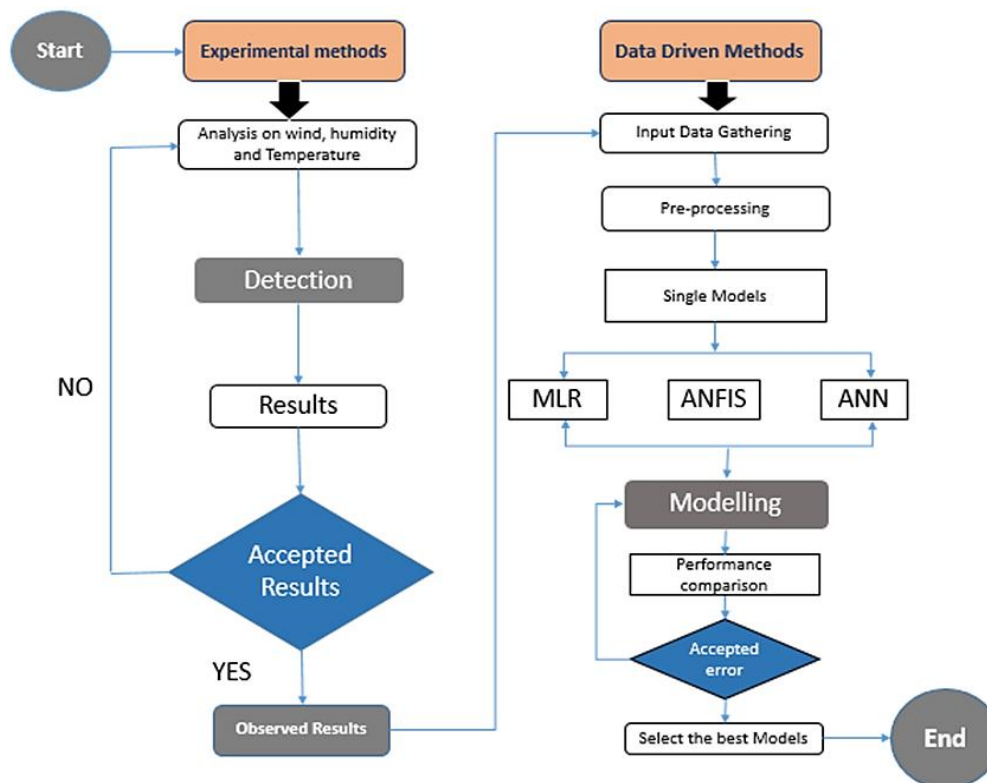 Start
Experimental methods
Analysis on wind, humidity
and Temperature
Detection
Results
NO
Accepted
Results
YES
Observed Results
Data Driven Methods
Input Data Gathering
Pre-processing
Single Models
MLR
ANFIS
ANN
Modelling
Performance
comparison
Accepted
error
Select the best Models
End